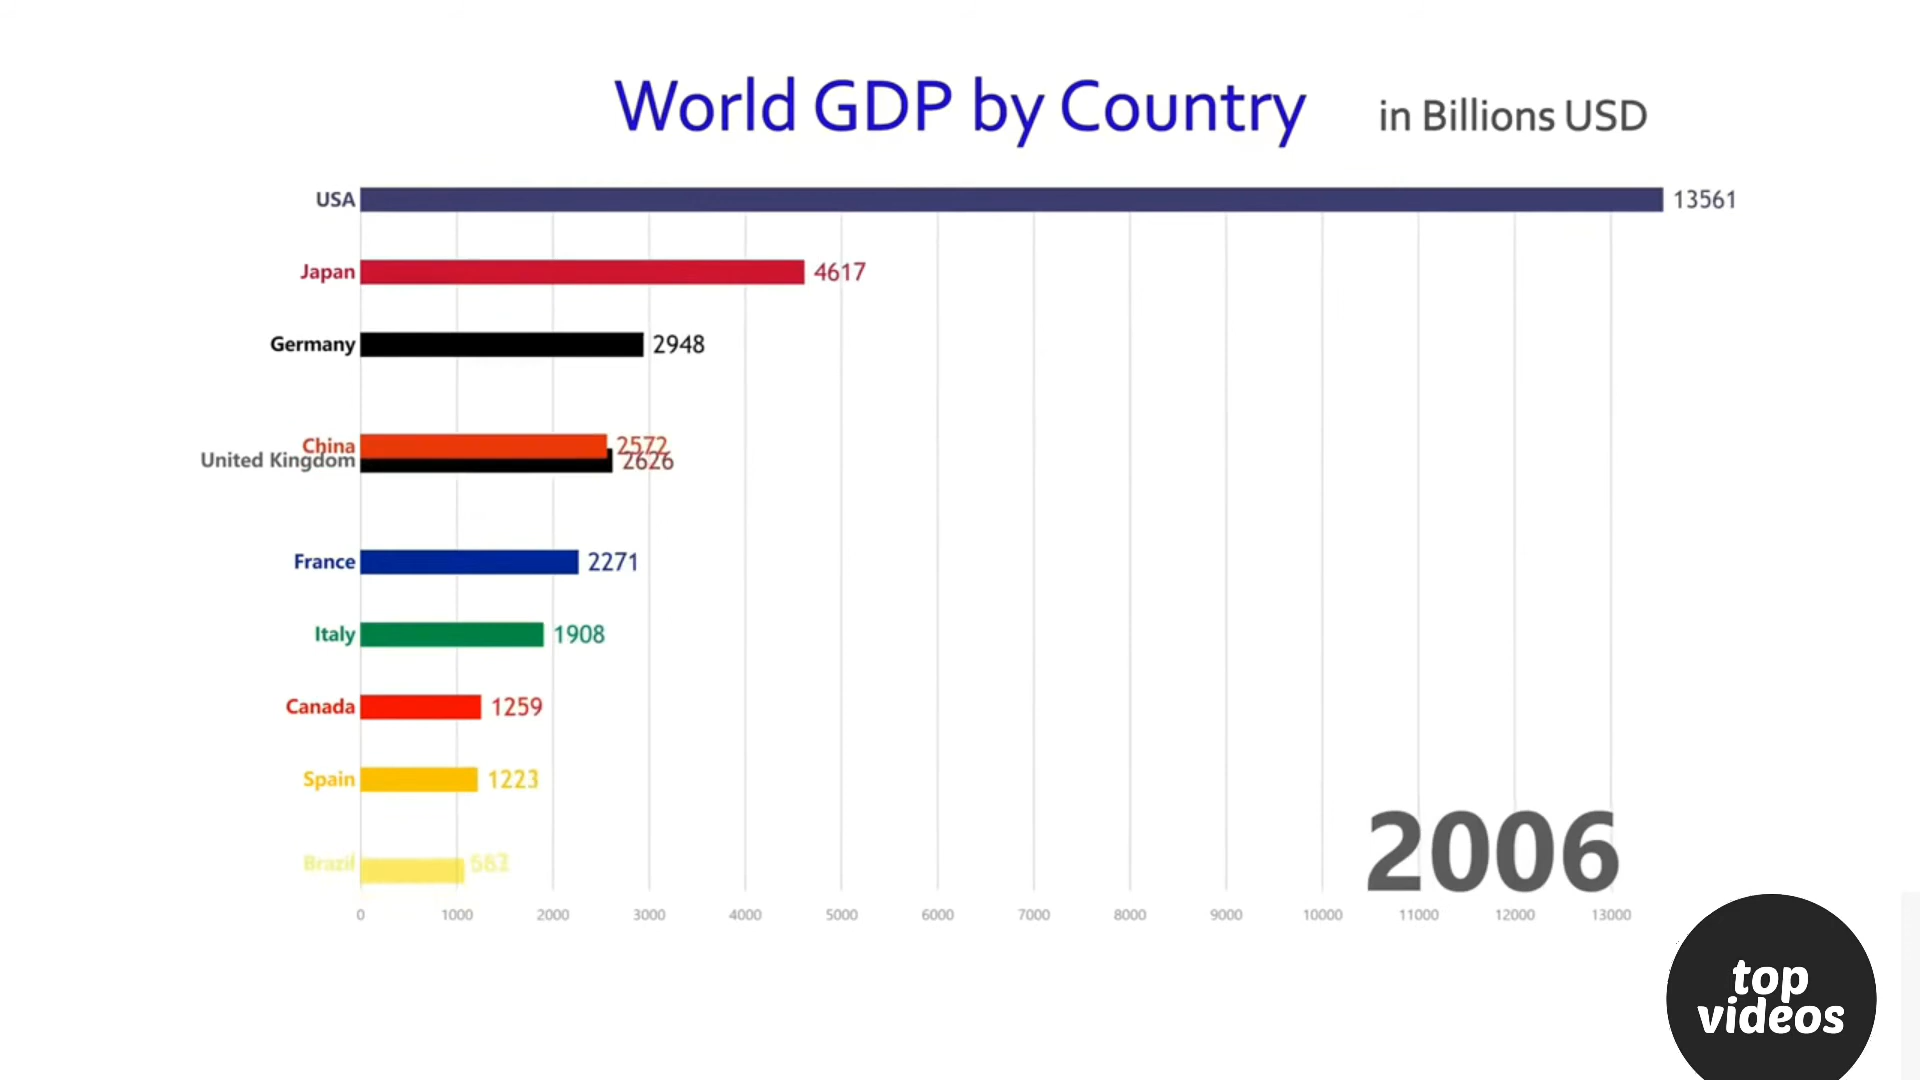 World GDP by Country in Billions USD
USA 13561
Japan 4617
Germany 2948
China 2572
United Kingdom 2626
France 2271
Italy 1908
Canada 1259
Spain 1223
Brazil
2006
0 1000 2000 3000 4000 5000 6000 7000 8000 9000 10000 11000 12000 13000
top
videos